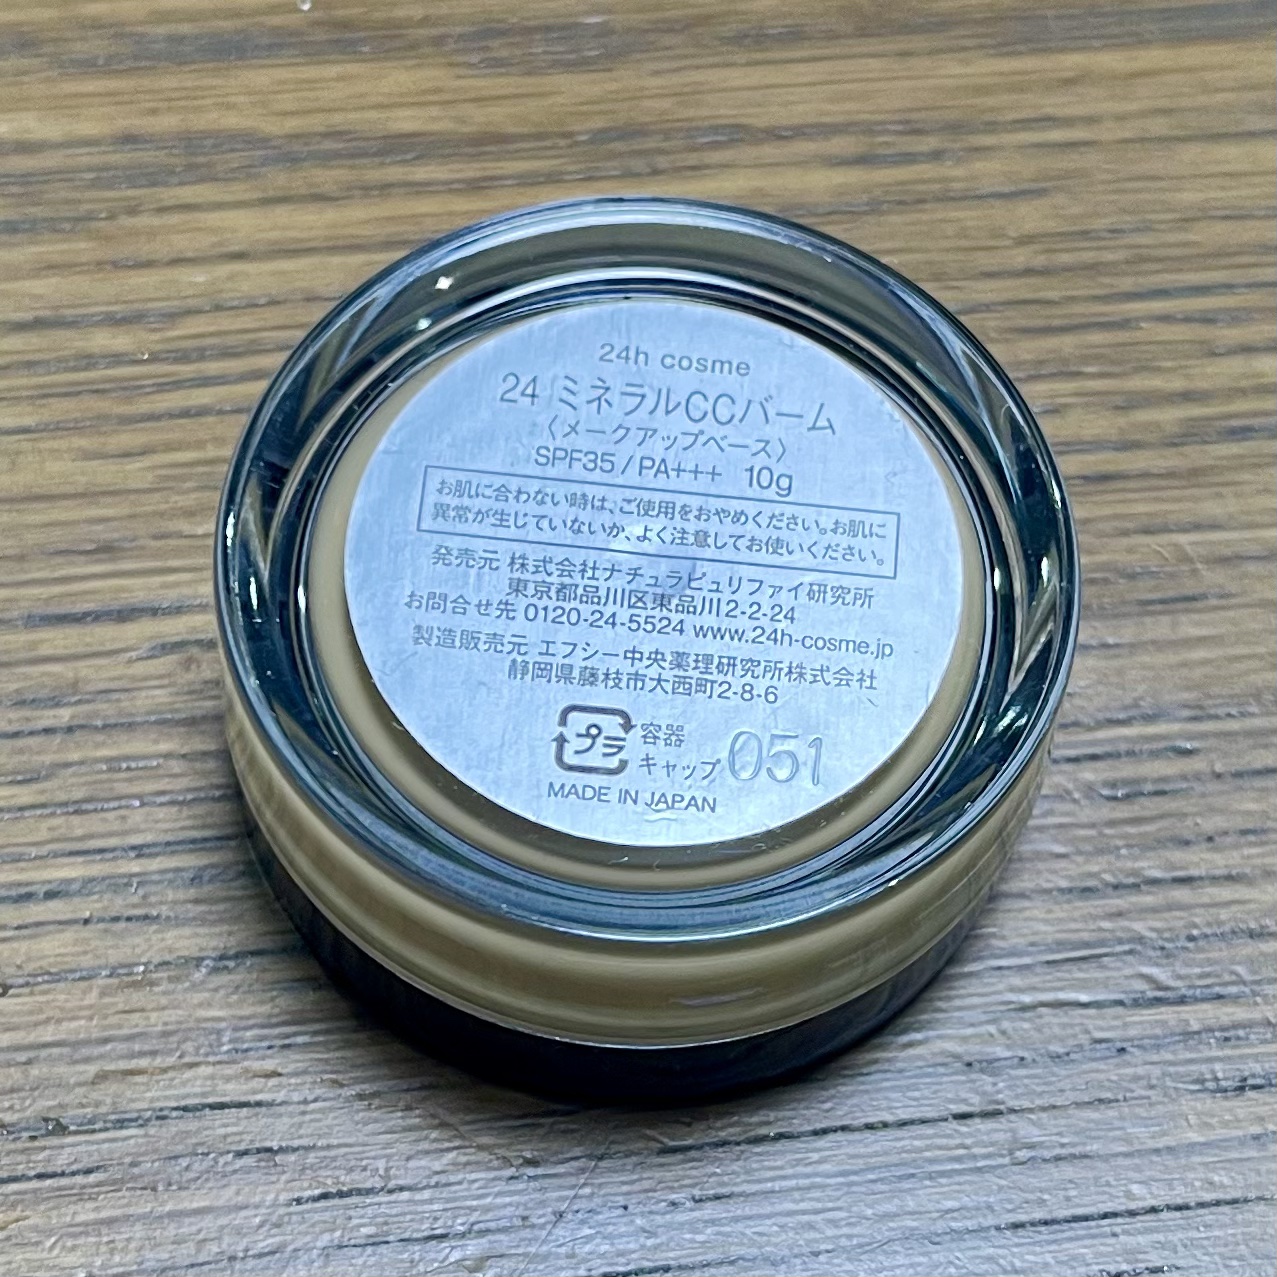 24h cosme
24 ミネラルCCバーム
〈メークアップベース〉
SPF35/PA+++ 10g
お肌に合わない時は、ご使用をおやめください。お肌に
異常が生じていないか、よく注意してお使いください。
発売元 株式会社ナチュラピュリファイ研究所
東京都品川区東品川2-2-24
お問合せ先 0120-24-5524 www.24h-cosme.jp
製造販売元 エフシー中央薬理研究所株式会社
静岡県藤枝市大西町2-8-6
プラ 容器
キャップ 051
MADE IN JAPAN